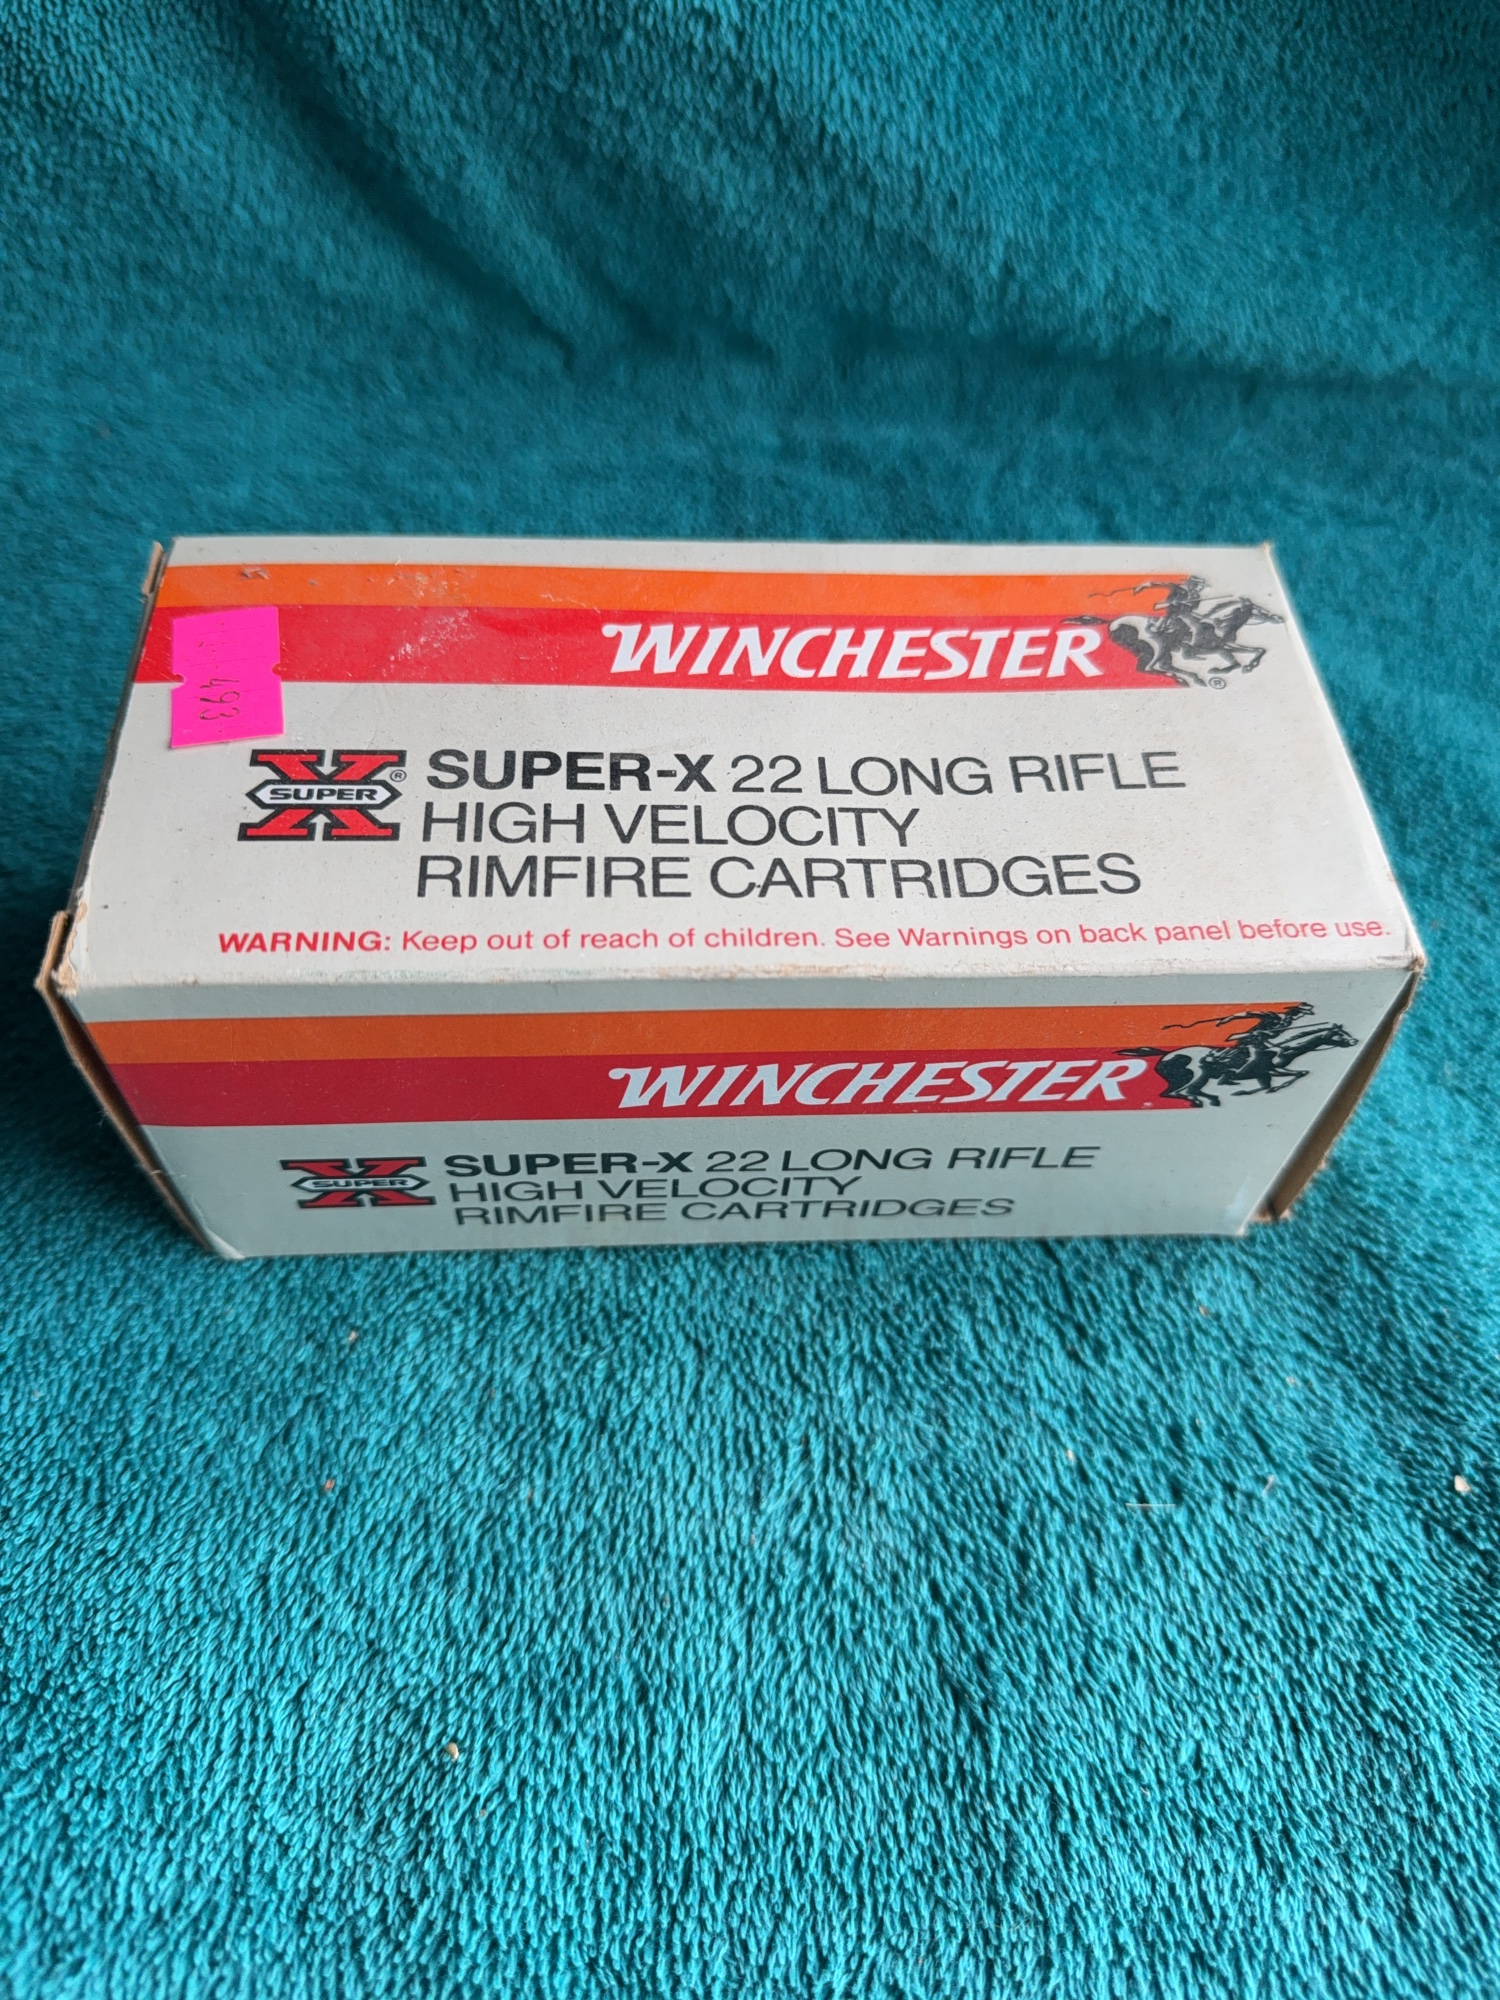 WINCHESTER
®
493
SUPER ®
SUPER-X 22 LONG RIFLE
HIGH VELOCITY
RIMFIRE CARTRIDGES
WARNING: Keep out of reach of children. See Warnings on back panel before use.
WINCHESTER
SUPER
SUPER-X 22 LONG RIFLE
HIGH VELOCITY
RIMFIRE CARTRIDGES